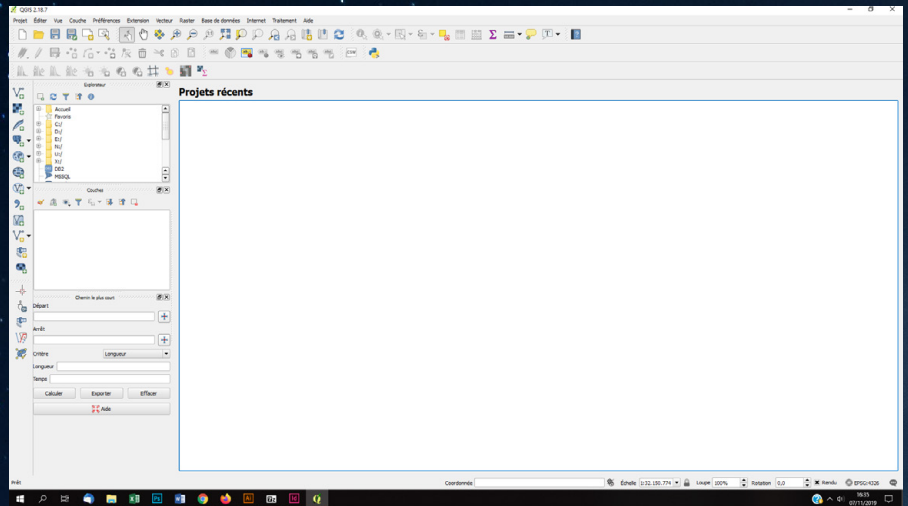 QGIS 2.18.7
Projet Éditer Vue Couche Préférences Extension Vecteur Raster Base de données Internet Traitement Aide
CSW
Explorateur
Accueil
Favoris
C:/
D:/
E:/
N:/
U:/
X:/
DB2
MSSQL
Couches
Chemin le plus court
Départ
Arrêt
Critère Longueur
Longueur
Temps
Calculer Exporter Effacer
Aide
Projets récents
Prêt
Coordonnée Échelle 1:32.150.774 Loupe 100% Rotation 0,0 Rendu EPSG:4326
16:35
07/11/2019